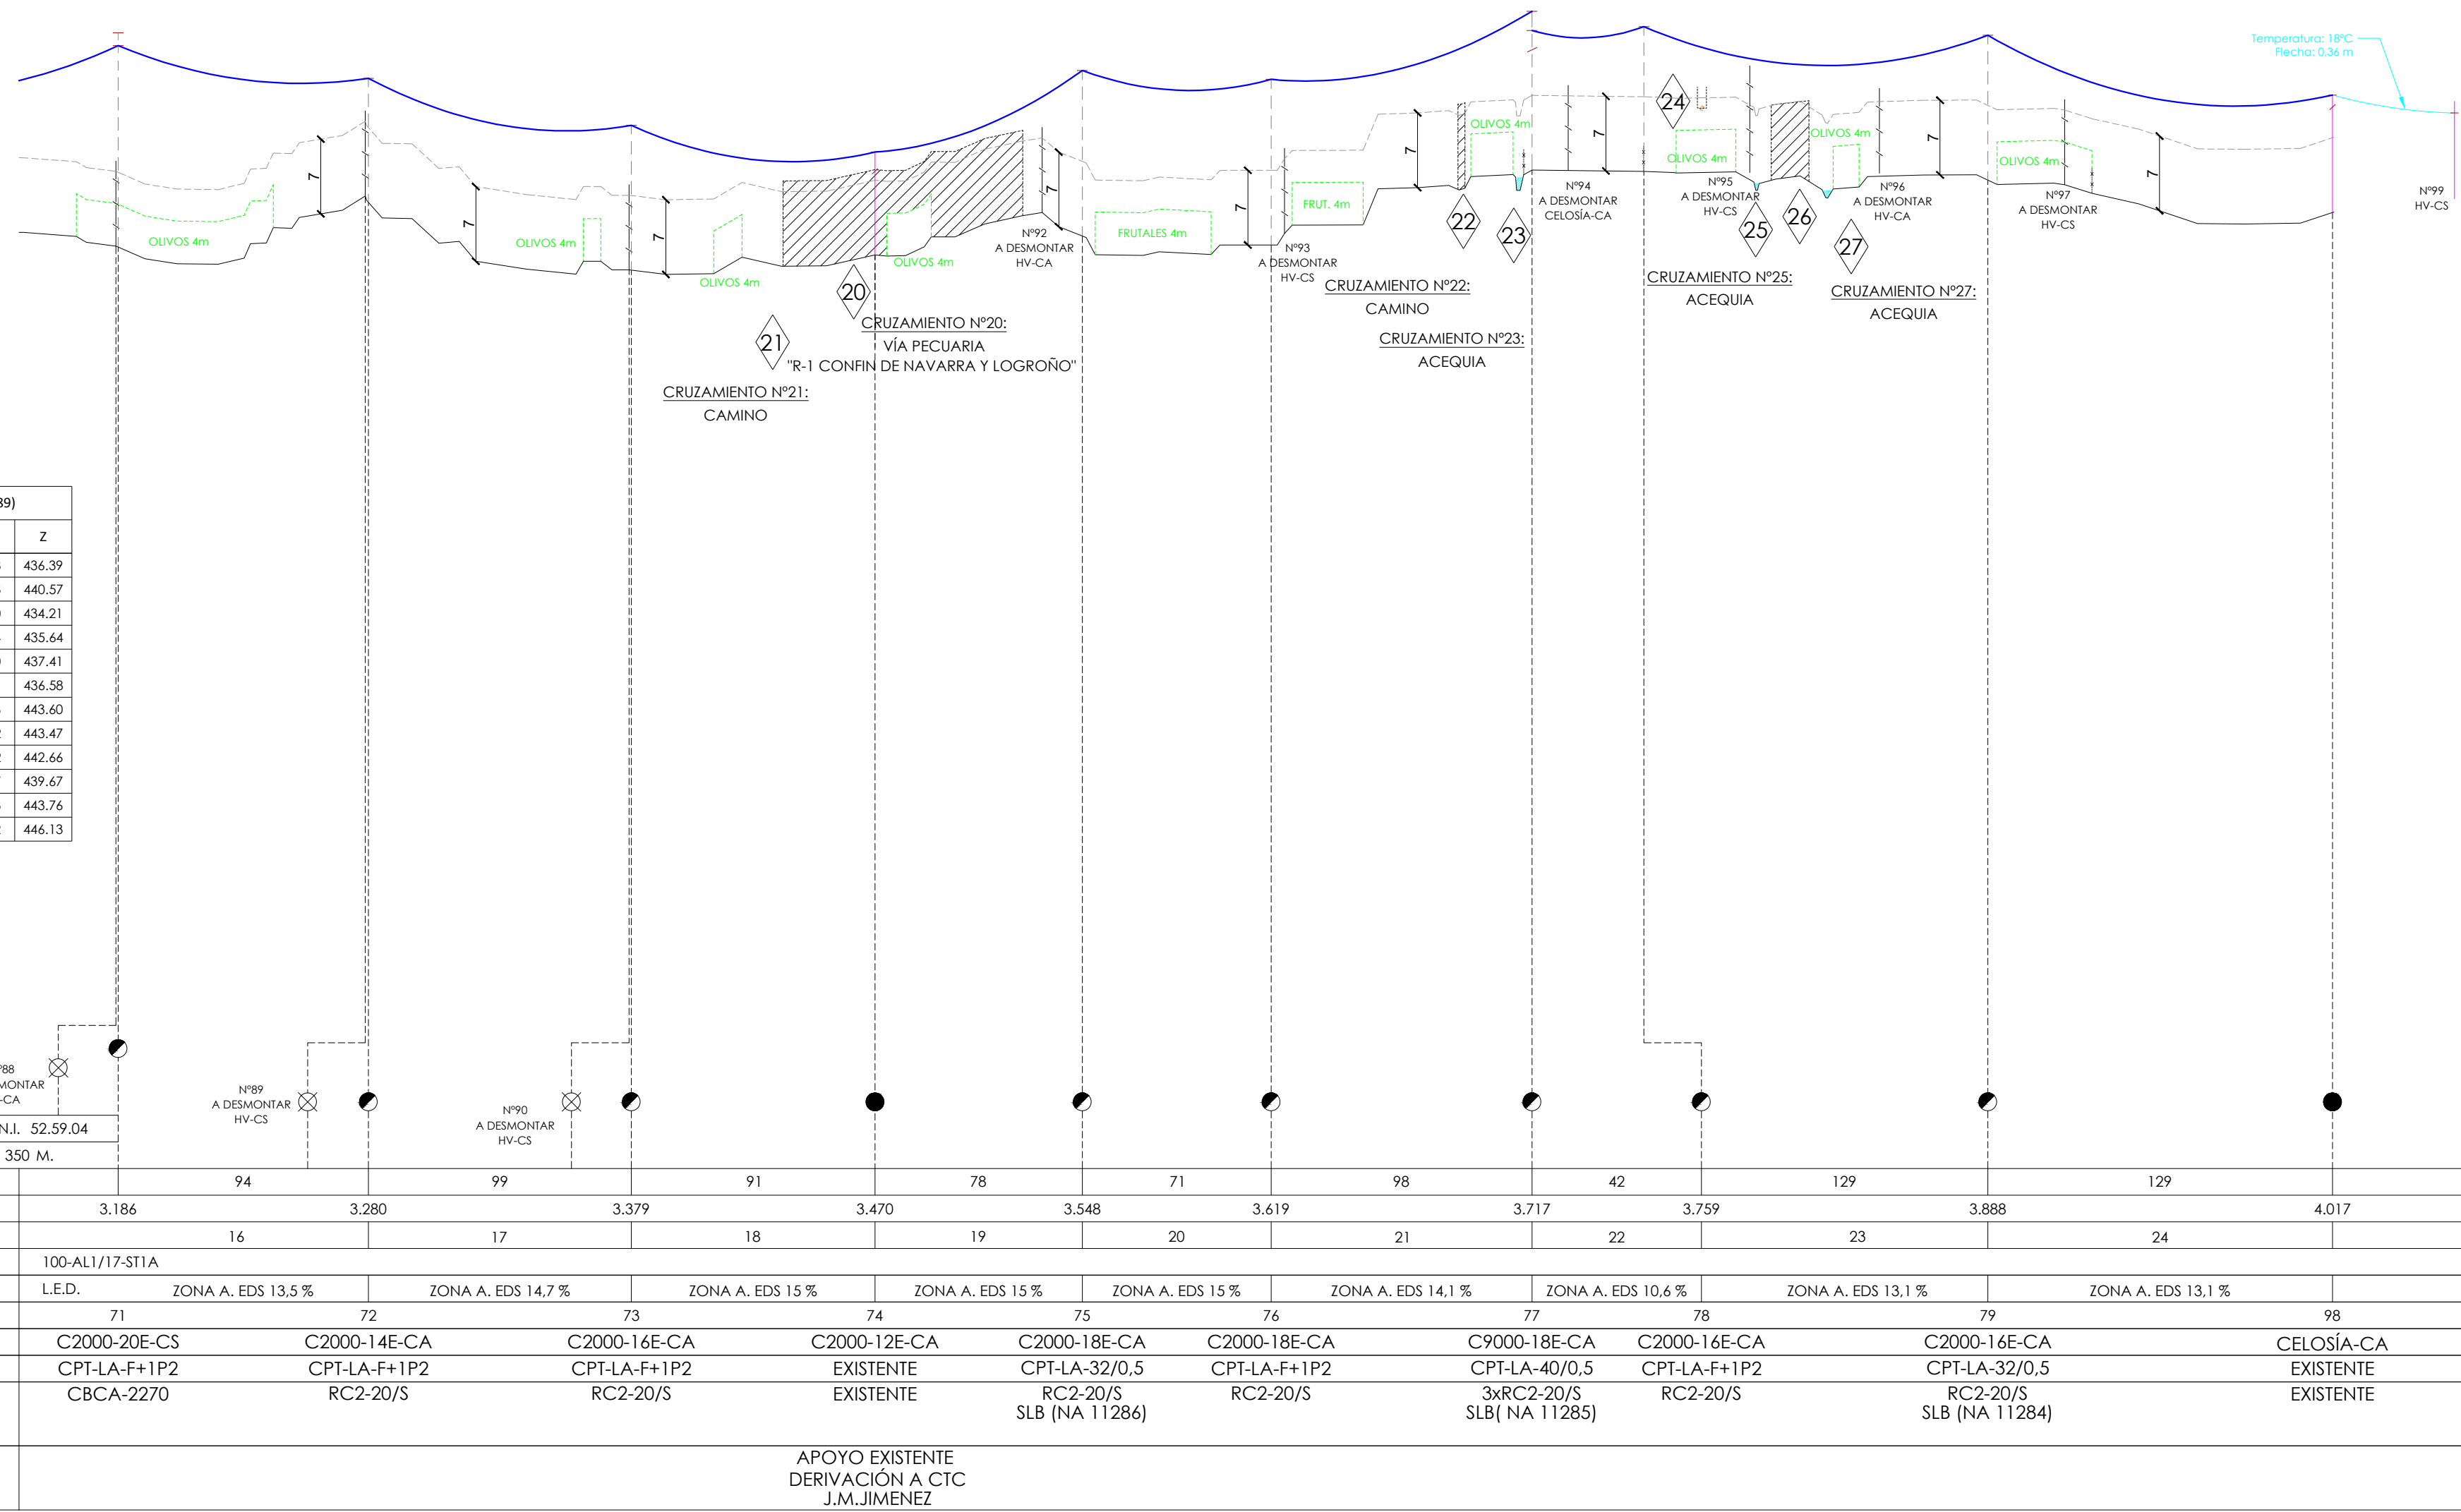 Temperatura: 18°C
Flecha: 0,36 m
7
OLIVOS 4m
7
OLIVOS 4m
7
OLIVOS 4m
OLIVOS 4m
7
Nº92
A DESMONTAR
HV-CA
FRUTALES 4m
7
Nº93
A DESMONTAR
HV-CS
FRUT. 4m
7
OLIVOS 4m
7
Nº94
A DESMONTAR
CELOSÍA-CA
24
OLIVOS 4m
Nº95
A DESMONTAR
HV-CS
OLIVOS 4m
Nº96
A DESMONTAR
HV-CA
7
OLIVOS 4m
Nº97
A DESMONTAR
HV-CS
7
Nº99
HV-CS
20
21
22
23
25
26
27
CRUZAMIENTO Nº20:
VÍA PECUARIA
"R-1 CONFIN DE NAVARRA Y LOGROÑO"
CRUZAMIENTO Nº21:
CAMINO
CRUZAMIENTO Nº22:
CAMINO
CRUZAMIENTO Nº23:
ACEQUIA
CRUZAMIENTO Nº25:
ACEQUIA
CRUZAMIENTO Nº27:
ACEQUIA
Z
436.39
440.57
434.21
435.64
437.41
436.58
443.60
443.47
442.66
439.67
443.76
446.13
Nº89
A DESMONTAR
HV-CS
Nº90
A DESMONTAR
HV-CS
N.I. 52.59.04
350 M.
94 99 91 78 71 98 42 129 129
3.186 3.280 3.379 3.470 3.548 3.619 3.717 3.759 3.888 4.017
16 17 18 19 20 21 22 23 24
100-AL1/17-ST1A
L.E.D. ZONA A. EDS 13,5 % ZONA A. EDS 14,7 % ZONA A. EDS 15 % ZONA A. EDS 15 % ZONA A. EDS 15 % ZONA A. EDS 14,1 % ZONA A. EDS 10,6 % ZONA A. EDS 13,1 % ZONA A. EDS 13,1 %
71 72 73 74 75 76 77 78 79 98
C2000-20E-CS C2000-14E-CA C2000-16E-CA C2000-12E-CA C2000-18E-CA C2000-18E-CA C9000-18E-CA C2000-16E-CA C2000-16E-CA CELOSÍA-CA
CPT-LA-F+1P2 CPT-LA-F+1P2 CPT-LA-F+1P2 EXISTENTE CPT-LA-32/0,5 CPT-LA-F+1P2 CPT-LA-40/0,5 CPT-LA-F+1P2 CPT-LA-32/0,5 EXISTENTE
CBCA-2270 RC2-20/S RC2-20/S EXISTENTE RC2-20/S RC2-20/S 3xRC2-20/S RC2-20/S RC2-20/S EXISTENTE
SLB (NA 11286) SLB( NA 11285) SLB (NA 11284)
APOYO EXISTENTE
DERIVACIÓN A CTC
J.M.JIMENEZ